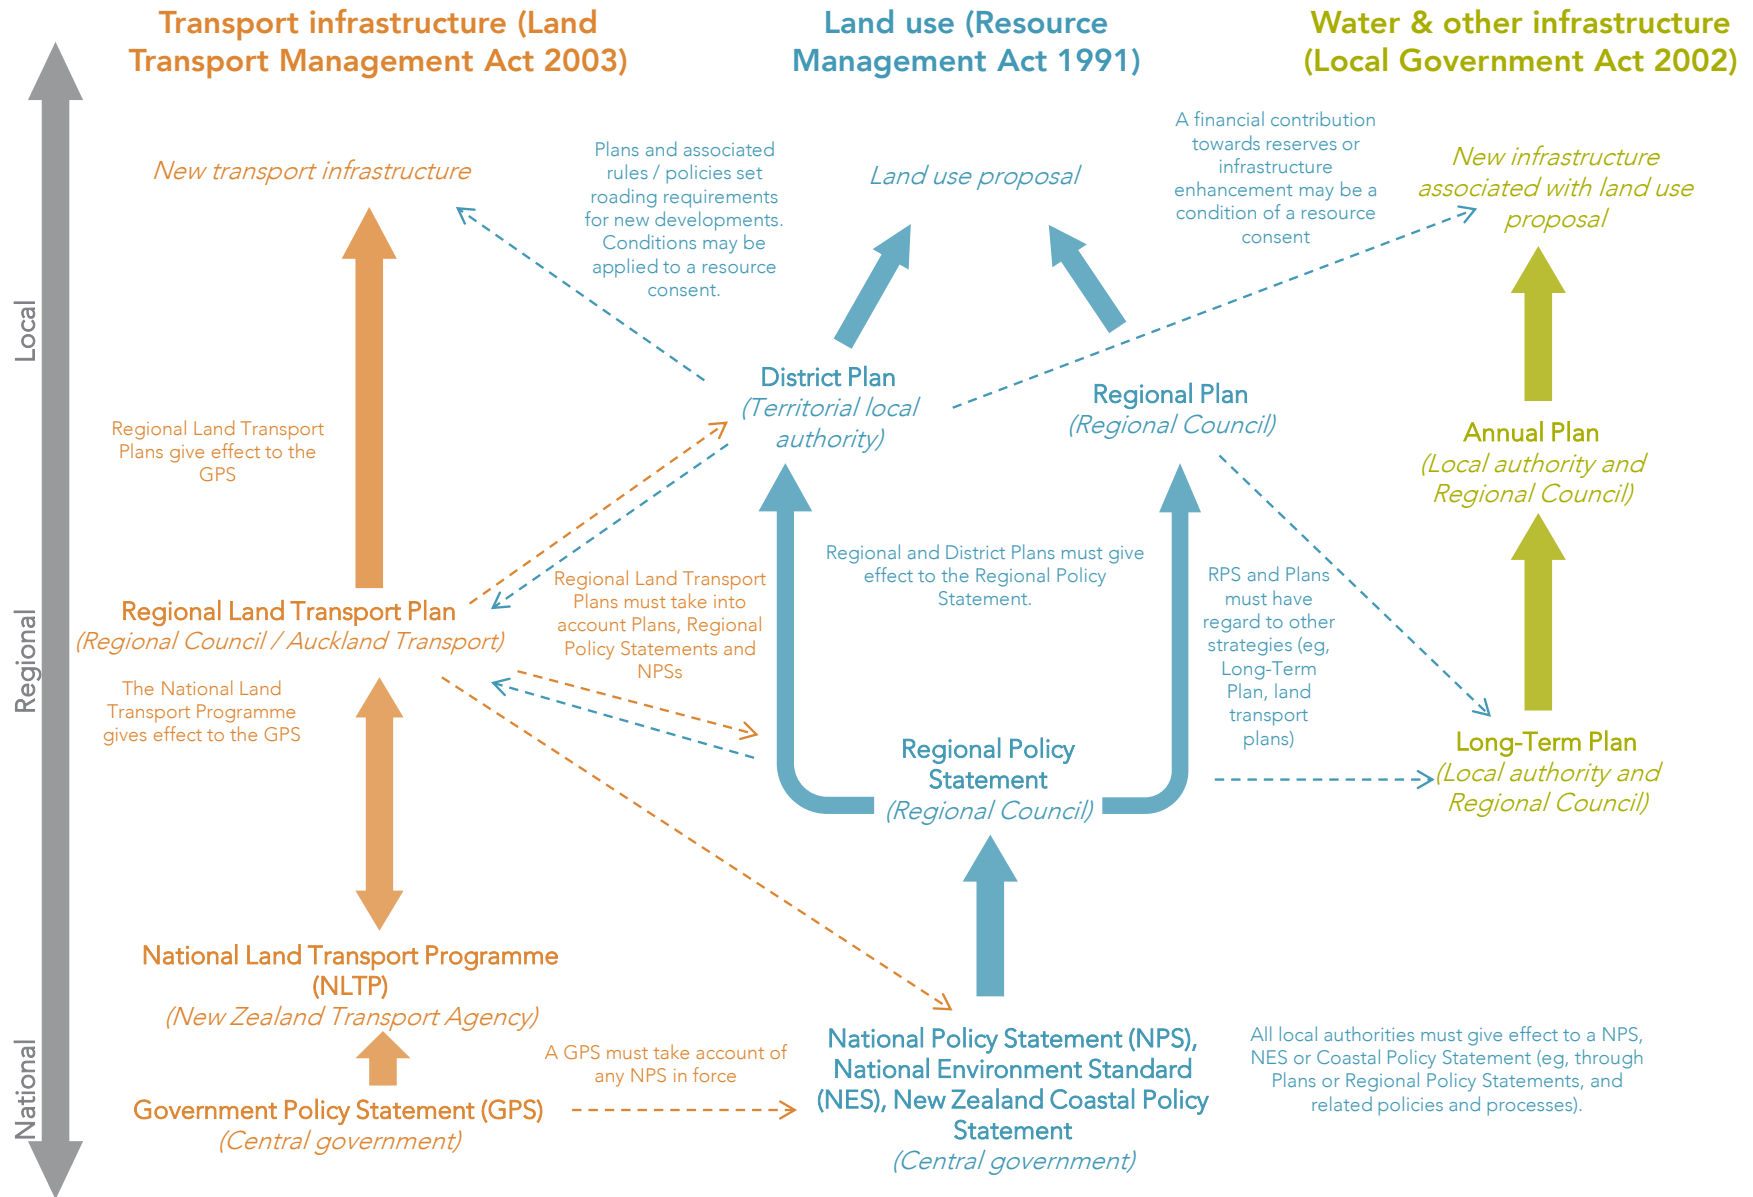 Transport infrastructure (Land
Transport Management Act 2003)
Land use (Resource
Management Act 1991)
Water & other infrastructure
(Local Government Act 2002)
Local
Regional
National
New transport infrastructure
Plans and associated
rules / policies set
roading requirements
for new developments.
Conditions may be
applied to a resource
consent.
Land use proposal
A financial contribution
towards reserves or
infrastructure
enhancement may be a
condition of a resource
consent
New infrastructure
associated with land use
proposal
District Plan
(Territorial local
authority)
Regional Plan
(Regional Council)
Annual Plan
(Local authority and
Regional Council)
Regional Land Transport
Plans give effect to the
GPS
Regional Land Transport Plan
(Regional Council / Auckland Transport)
The National Land
Transport Programme
gives effect to the GPS
Regional Land Transport
Plans must take into
account Plans, Regional
Policy Statements and
NPSs
Regional and District Plans must give
effect to the Regional Policy
Statement.
RPS and Plans
must have
regard to other
strategies (eg,
Long-Term
Plan, land
transport
plans)
Regional Policy
Statement
(Regional Council)
Long-Term Plan
(Local authority and
Regional Council)
National Land Transport Programme
(NLTP)
(New Zealand Transport Agency)
A GPS must take account of
any NPS in force
Government Policy Statement (GPS)
(Central government)
National Policy Statement (NPS),
National Environment Standard
(NES), New Zealand Coastal Policy
Statement
(Central government)
All local authorities must give effect to a NPS,
NES or Coastal Policy Statement (eg, through
Plans or Regional Policy Statements, and
related policies and processes).